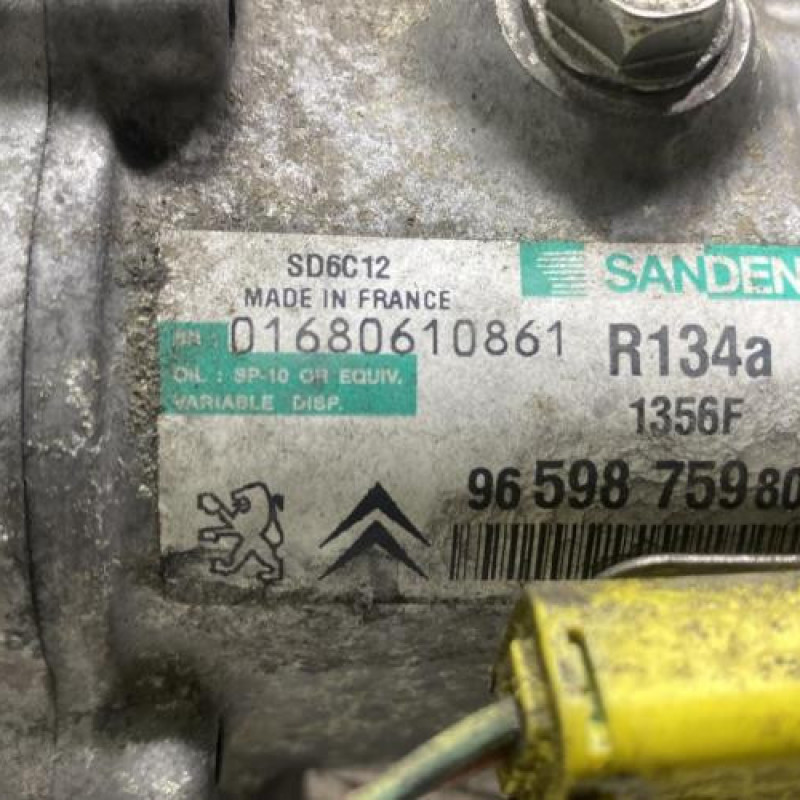 SD6C12
MADE IN FRANCE
SANDEN
SR : 01680610861
R134a
OIL : SP-10 OR EQUIV.
VARIABLE DISP.
1356F
96 598 759 80